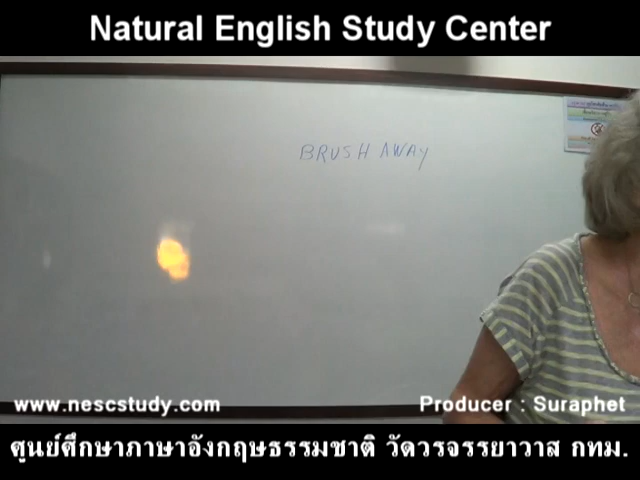 Natural English Study Center
BRUSH AWAY
www.nescstudy.com
Producer : Suraphet
ศูนย์ศึกษาภาษาอังกฤษธรรมชาติ วัดวรจรรยาวาส กทม.